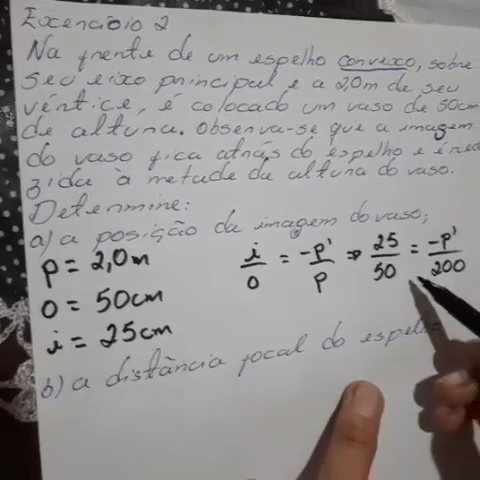 Exercício 2
Na frente de um espelho convexo, sobre
seu eixo principal e a 2,0m de seu
vértice, é colocado um vaso de 50cm
de altura. Observa-se que a imagem
do vaso fica atrás do espelho e é redu
zida à metade da altura do vaso.
Determine:
a) a posição da imagem do vaso;
p = 2,0m
o = 50cm
i = 25cm
i/o = -p'/p ⇒ 25/50 = -p'/200
b) a distância focal do espelho